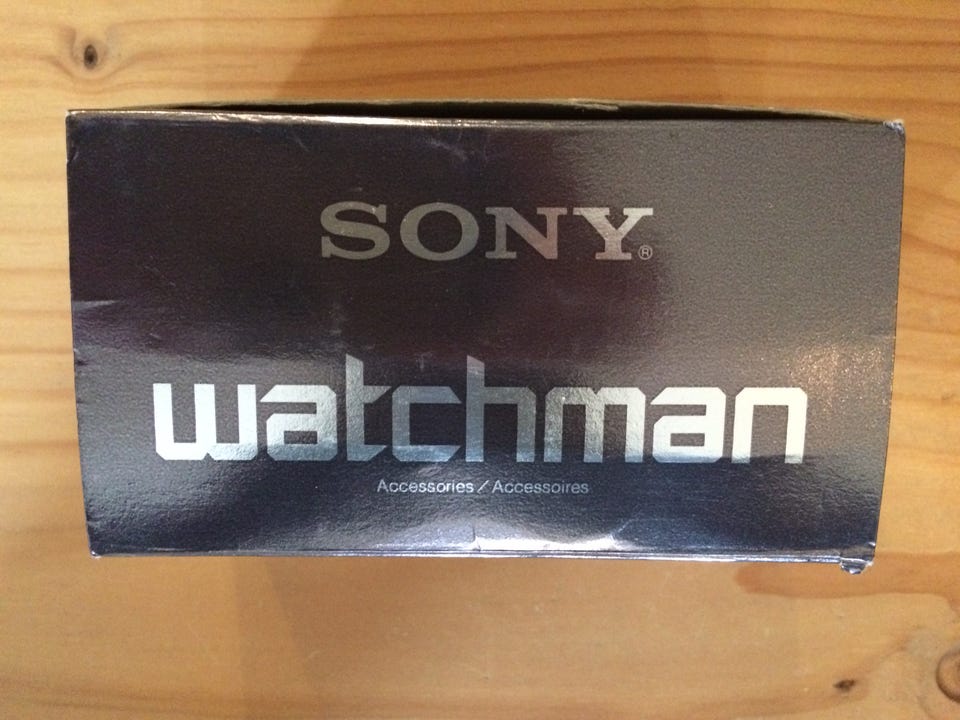 SONY®
watchman
Accessories / Accessoires